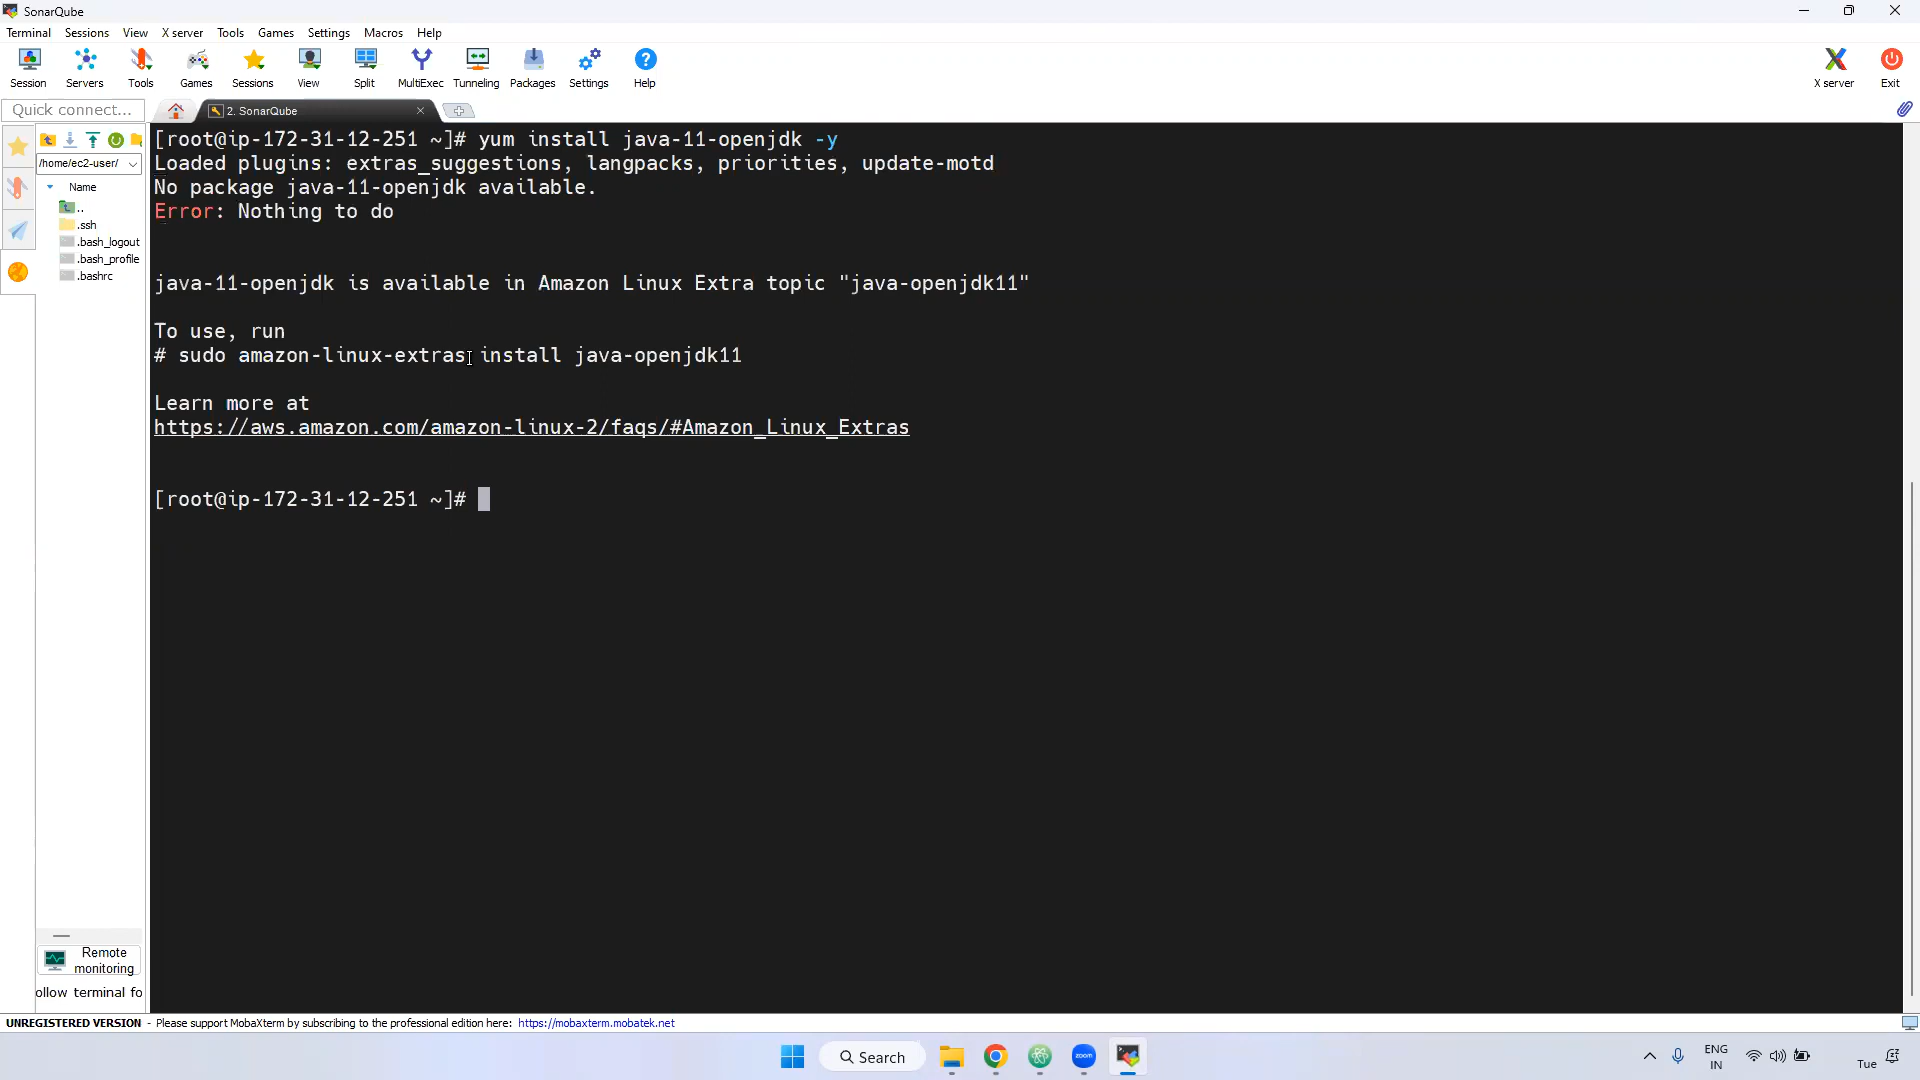 SonarQube
Terminal Sessions View X server Tools Games Settings Macros Help
Session Servers Tools Games Sessions View Split MultiExec Tunneling Packages Settings Help X server Exit
Quick connect... 2. SonarQube
/home/ec2-user/
Name
..
.ssh
.bash_logout
.bash_profile
.bashrc
[root@ip-172-31-12-251 ~]# yum install java-11-openjdk -y
Loaded plugins: extras_suggestions, langpacks, priorities, update-motd
No package java-11-openjdk available.
Error: Nothing to do
java-11-openjdk is available in Amazon Linux Extra topic "java-openjdk11"
To use, run
# sudo amazon-linux-extras install java-openjdk11
Learn more at
https://aws.amazon.com/amazon-linux-2/faqs/#Amazon_Linux_Extras
[root@ip-172-31-12-251 ~]#
Remote
monitoring
ollow terminal fo
UNREGISTERED VERSION - Please support MobaXterm by subscribing to the professional edition here: https://mobaxterm.mobatek.net
Search
zoom
ENG
IN
Tue